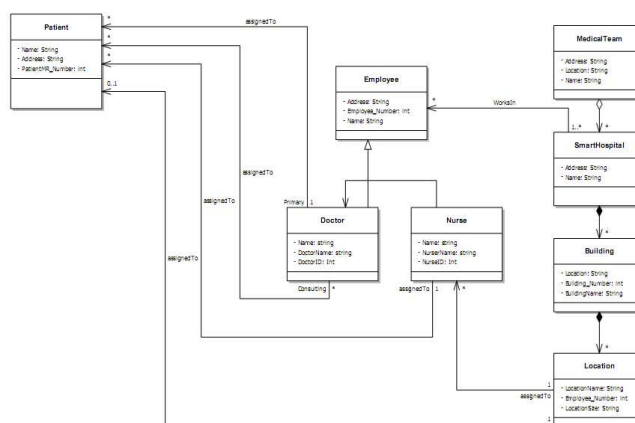 Patient
- Name: String
- Address: String
- PatientMR_Number: int
*
*
*
0..1
assignedTo
assignedTo
assignedTo
assignedTo
Employee
- Address: String
- Employee_Number: int
- Name: String
*
WorksIn
1..*
MedicalTeam
- Address: String
- Location: String
- Name: String
*
SmartHospital
- Address: String
- Name: String
*
Primary
1
Doctor
- Name: string
- DoctorName: string
- DoctorID: Int
Consulting
*
Nurse
- Name: string
- NurseName: string
- NurseID: Int
assignedTo
1
*
Building
- Location: String
- Building_Number: int
- BuildingName: String
*
Location
- LocationName: String
- Employee_Number: int
- LocationSize: String
1
assignedTo
1